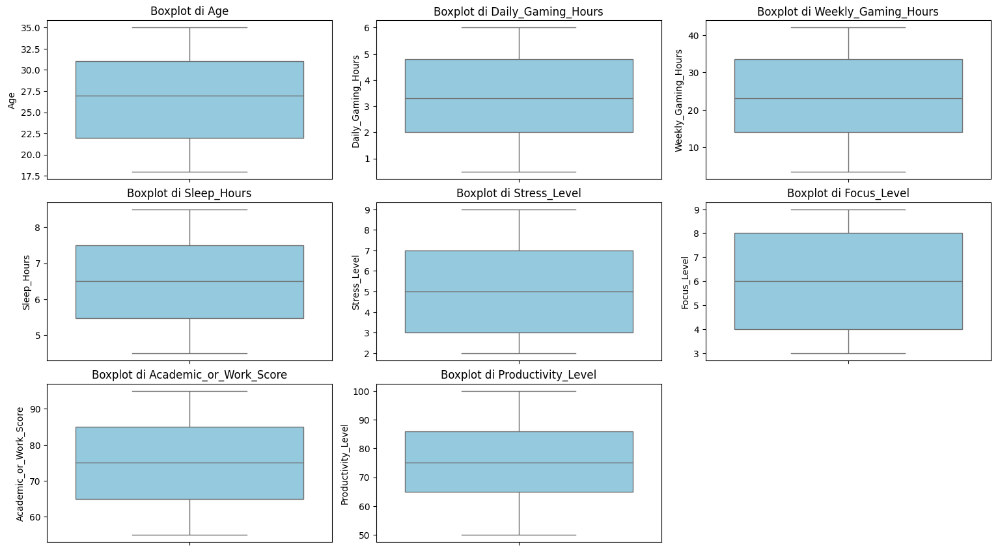 Boxplot di Age
35.0
32.5
30.0
27.5
25.0
22.5
20.0
17.5
Age
Boxplot di Daily_Gaming_Hours
6
5
4
3
2
1
Daily_Gaming_Hours
Boxplot di Weekly_Gaming_Hours
40
30
20
10
Weekly_Gaming_Hours
Boxplot di Sleep_Hours
8
7
6
5
Sleep_Hours
Boxplot di Stress_Level
9
8
7
6
5
4
3
2
Stress_Level
Boxplot di Focus_Level
9
8
7
6
5
4
3
Focus_Level
Boxplot di Academic_or_Work_Score
90
80
70
60
Academic_or_Work_Score
Boxplot di Productivity_Level
100
90
80
70
60
50
Productivity_Level